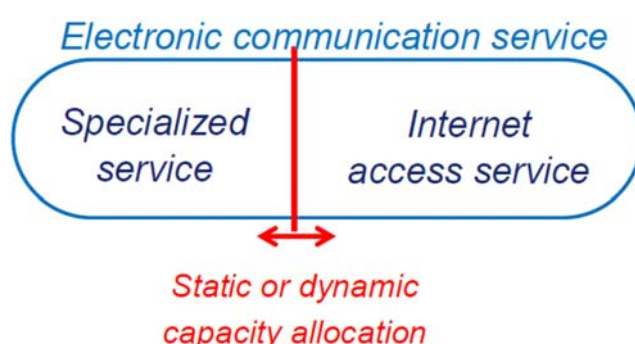 Electronic communication service
Specialized
service
Internet
access service
Static or dynamic
capacity allocation